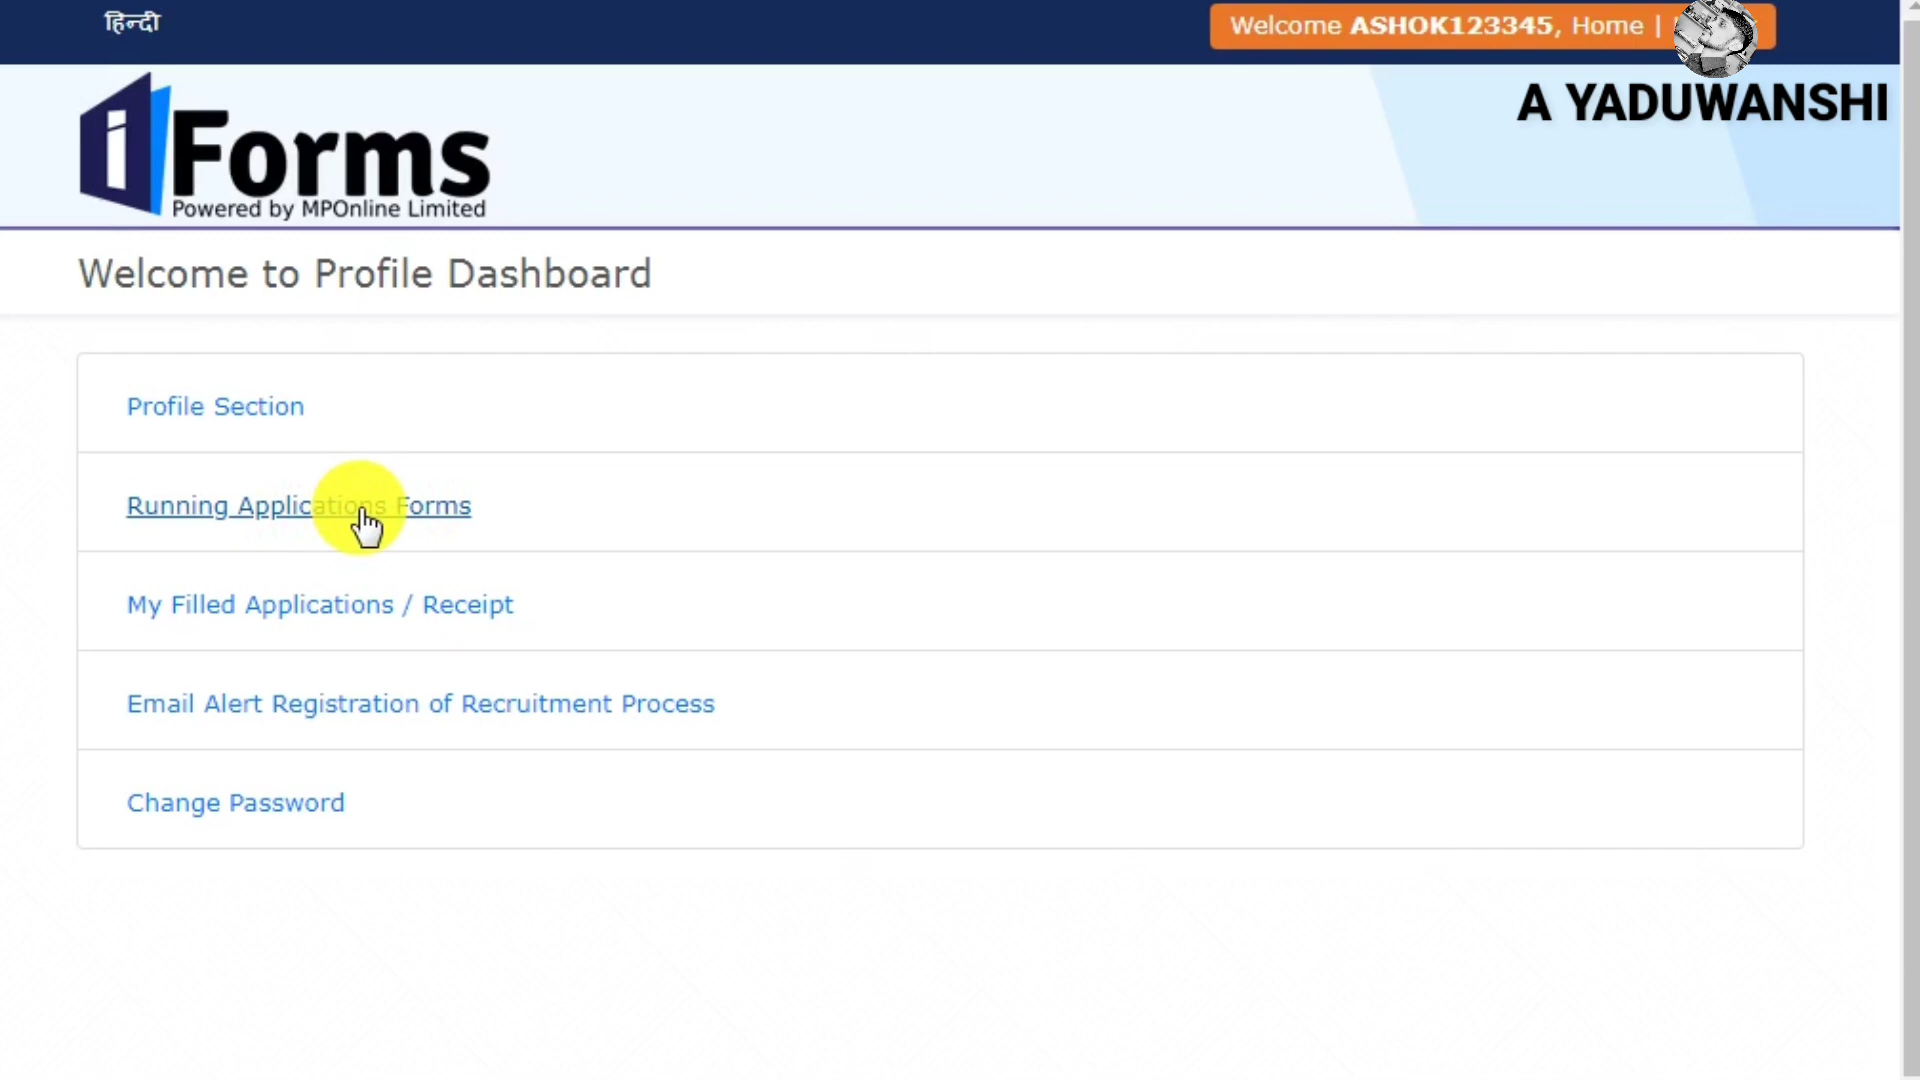 हिन्दी
Welcome ASHOK123345, Home |
A YADUWANSHI
iForms
Powered by MPOnline Limited
Welcome to Profile Dashboard
Profile Section
Running Applications Forms
My Filled Applications / Receipt
Email Alert Registration of Recruitment Process
Change Password